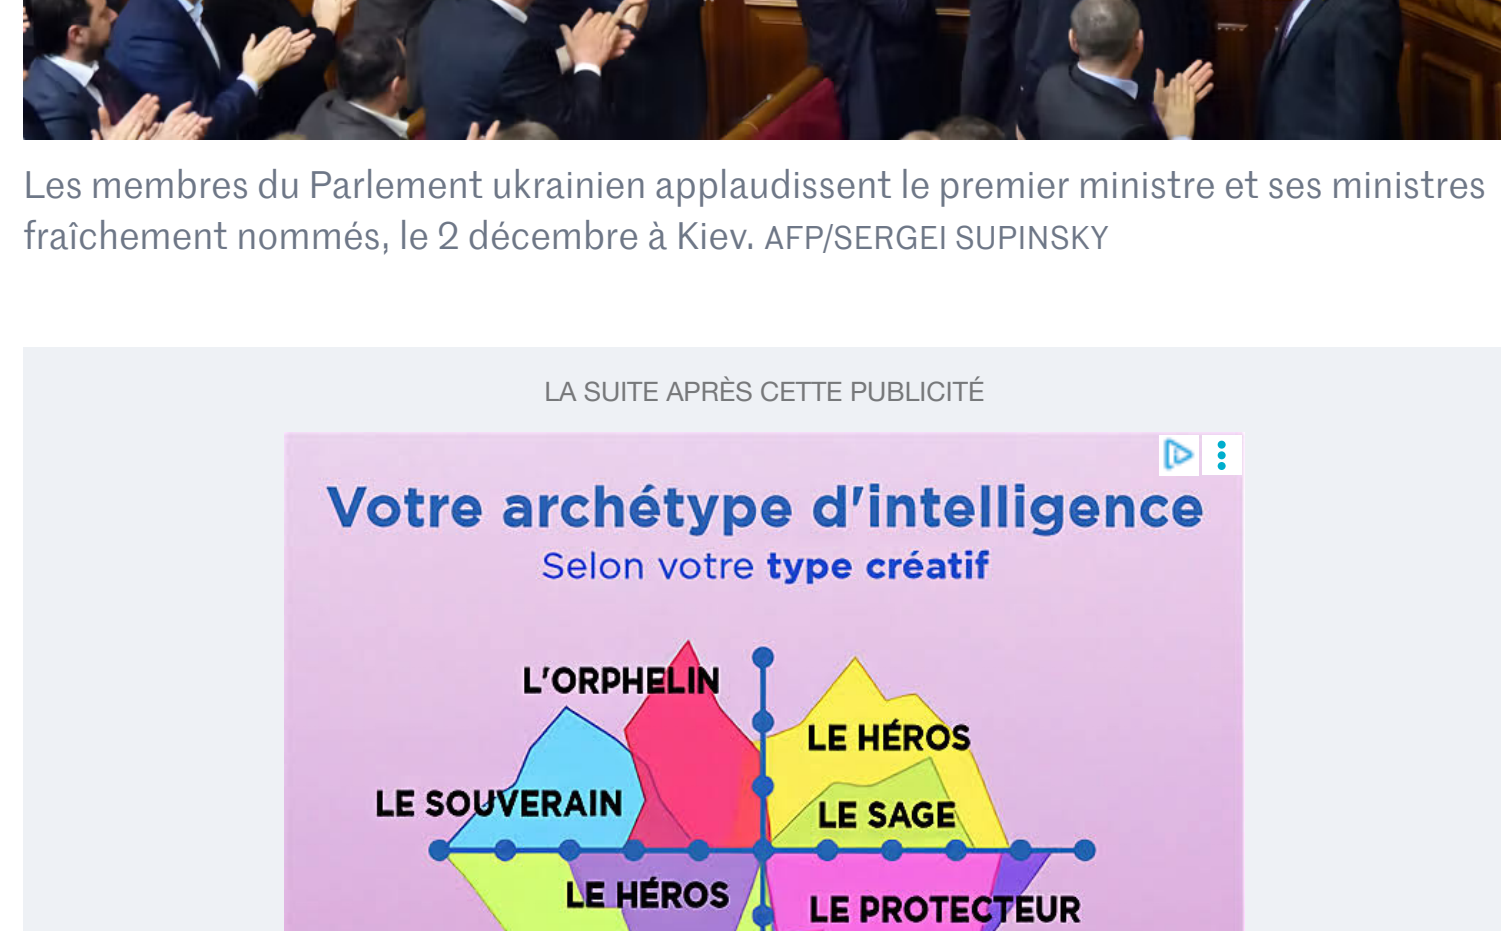 Les membres du Parlement ukrainien applaudissent le premier ministre et ses ministres
fraîchement nommés, le 2 décembre à Kiev. AFP/SERGEI SUPINSKY
LA SUITE APRÈS CETTE PUBLICITÉ
Votre archétype d'intelligence
Selon votre type créatif
L'ORPHELIN
LE HÉROS
LE SOUVERAIN
LE SAGE
LE HÉROS
LE PROTECTEUR